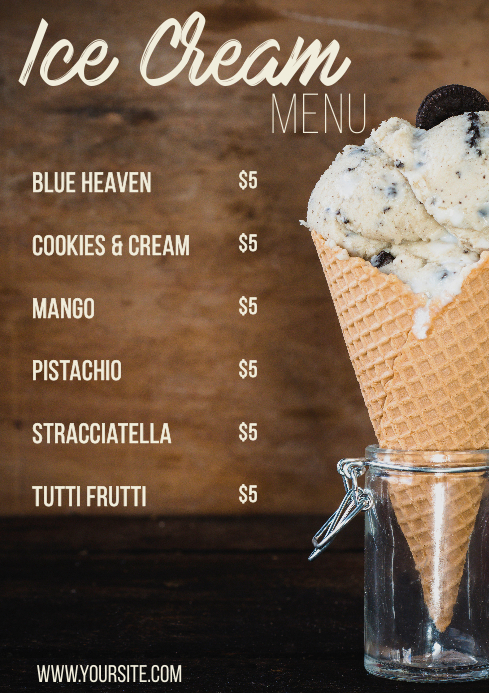 Ice Cream
MENU
BLUE HEAVEN $5
COOKIES & CREAM $5
MANGO $5
PISTACHIO $5
STRACCIATELLA $5
TUTTI FRUTTI $5
WWW.YOURSITE.COM